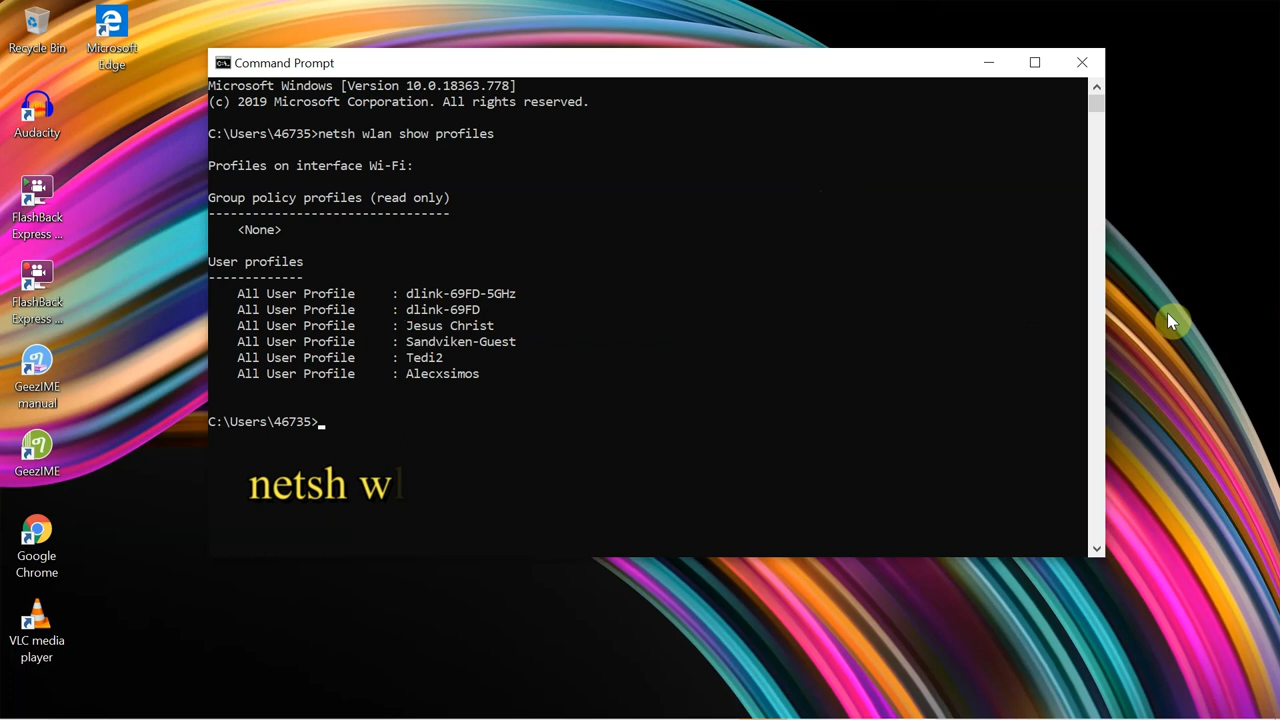 Recycle Bin
Microsoft
Edge
Audacity
FlashBack
Express ...
FlashBack
Express ...
GeezIME
manual
GeezIME
Google
Chrome
VLC media
player
Command Prompt
Microsoft Windows [Version 10.0.18363.778]
(c) 2019 Microsoft Corporation. All rights reserved.
C:\Users\46735>netsh wlan show profiles
Profiles on interface Wi-Fi:
Group policy profiles (read only)
---------------------------------
<None>
User profiles
-------------
All User Profile     : dlink-69FD-5GHz
All User Profile     : dlink-69FD
All User Profile     : Jesus Christ
All User Profile     : Sandviken-Guest
All User Profile     : Tedi2
All User Profile     : Alecxsimos
C:\Users\46735>
netsh wl